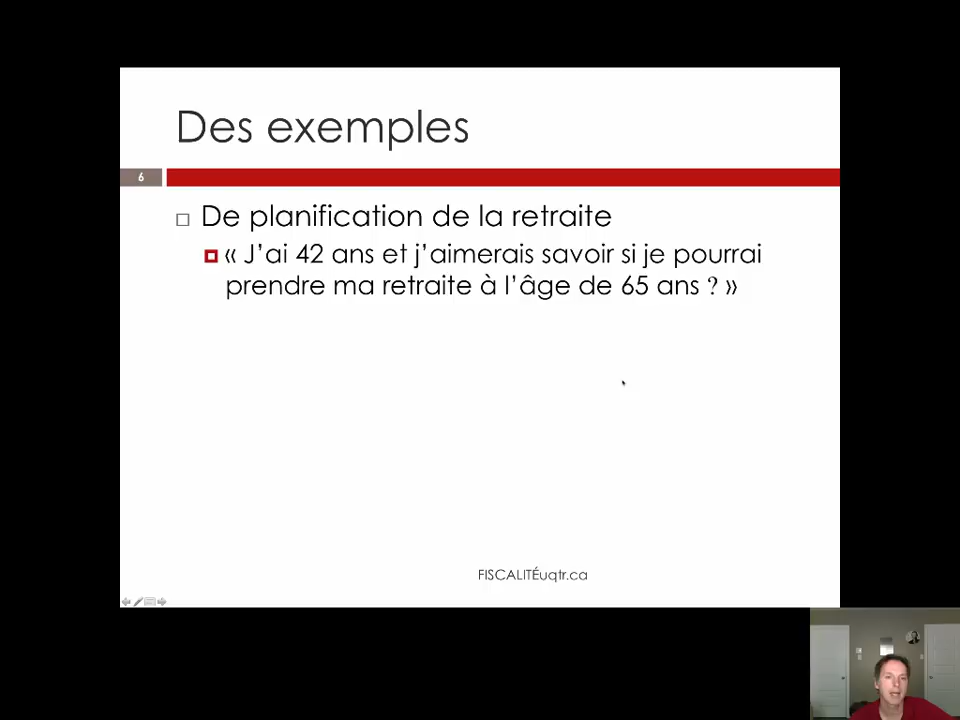 Des exemples
6
De planification de la retraite
« J’ai 42 ans et j’aimerais savoir si je pourrai
prendre ma retraite à l’âge de 65 ans ? »
FISCALITÉuqtr.ca